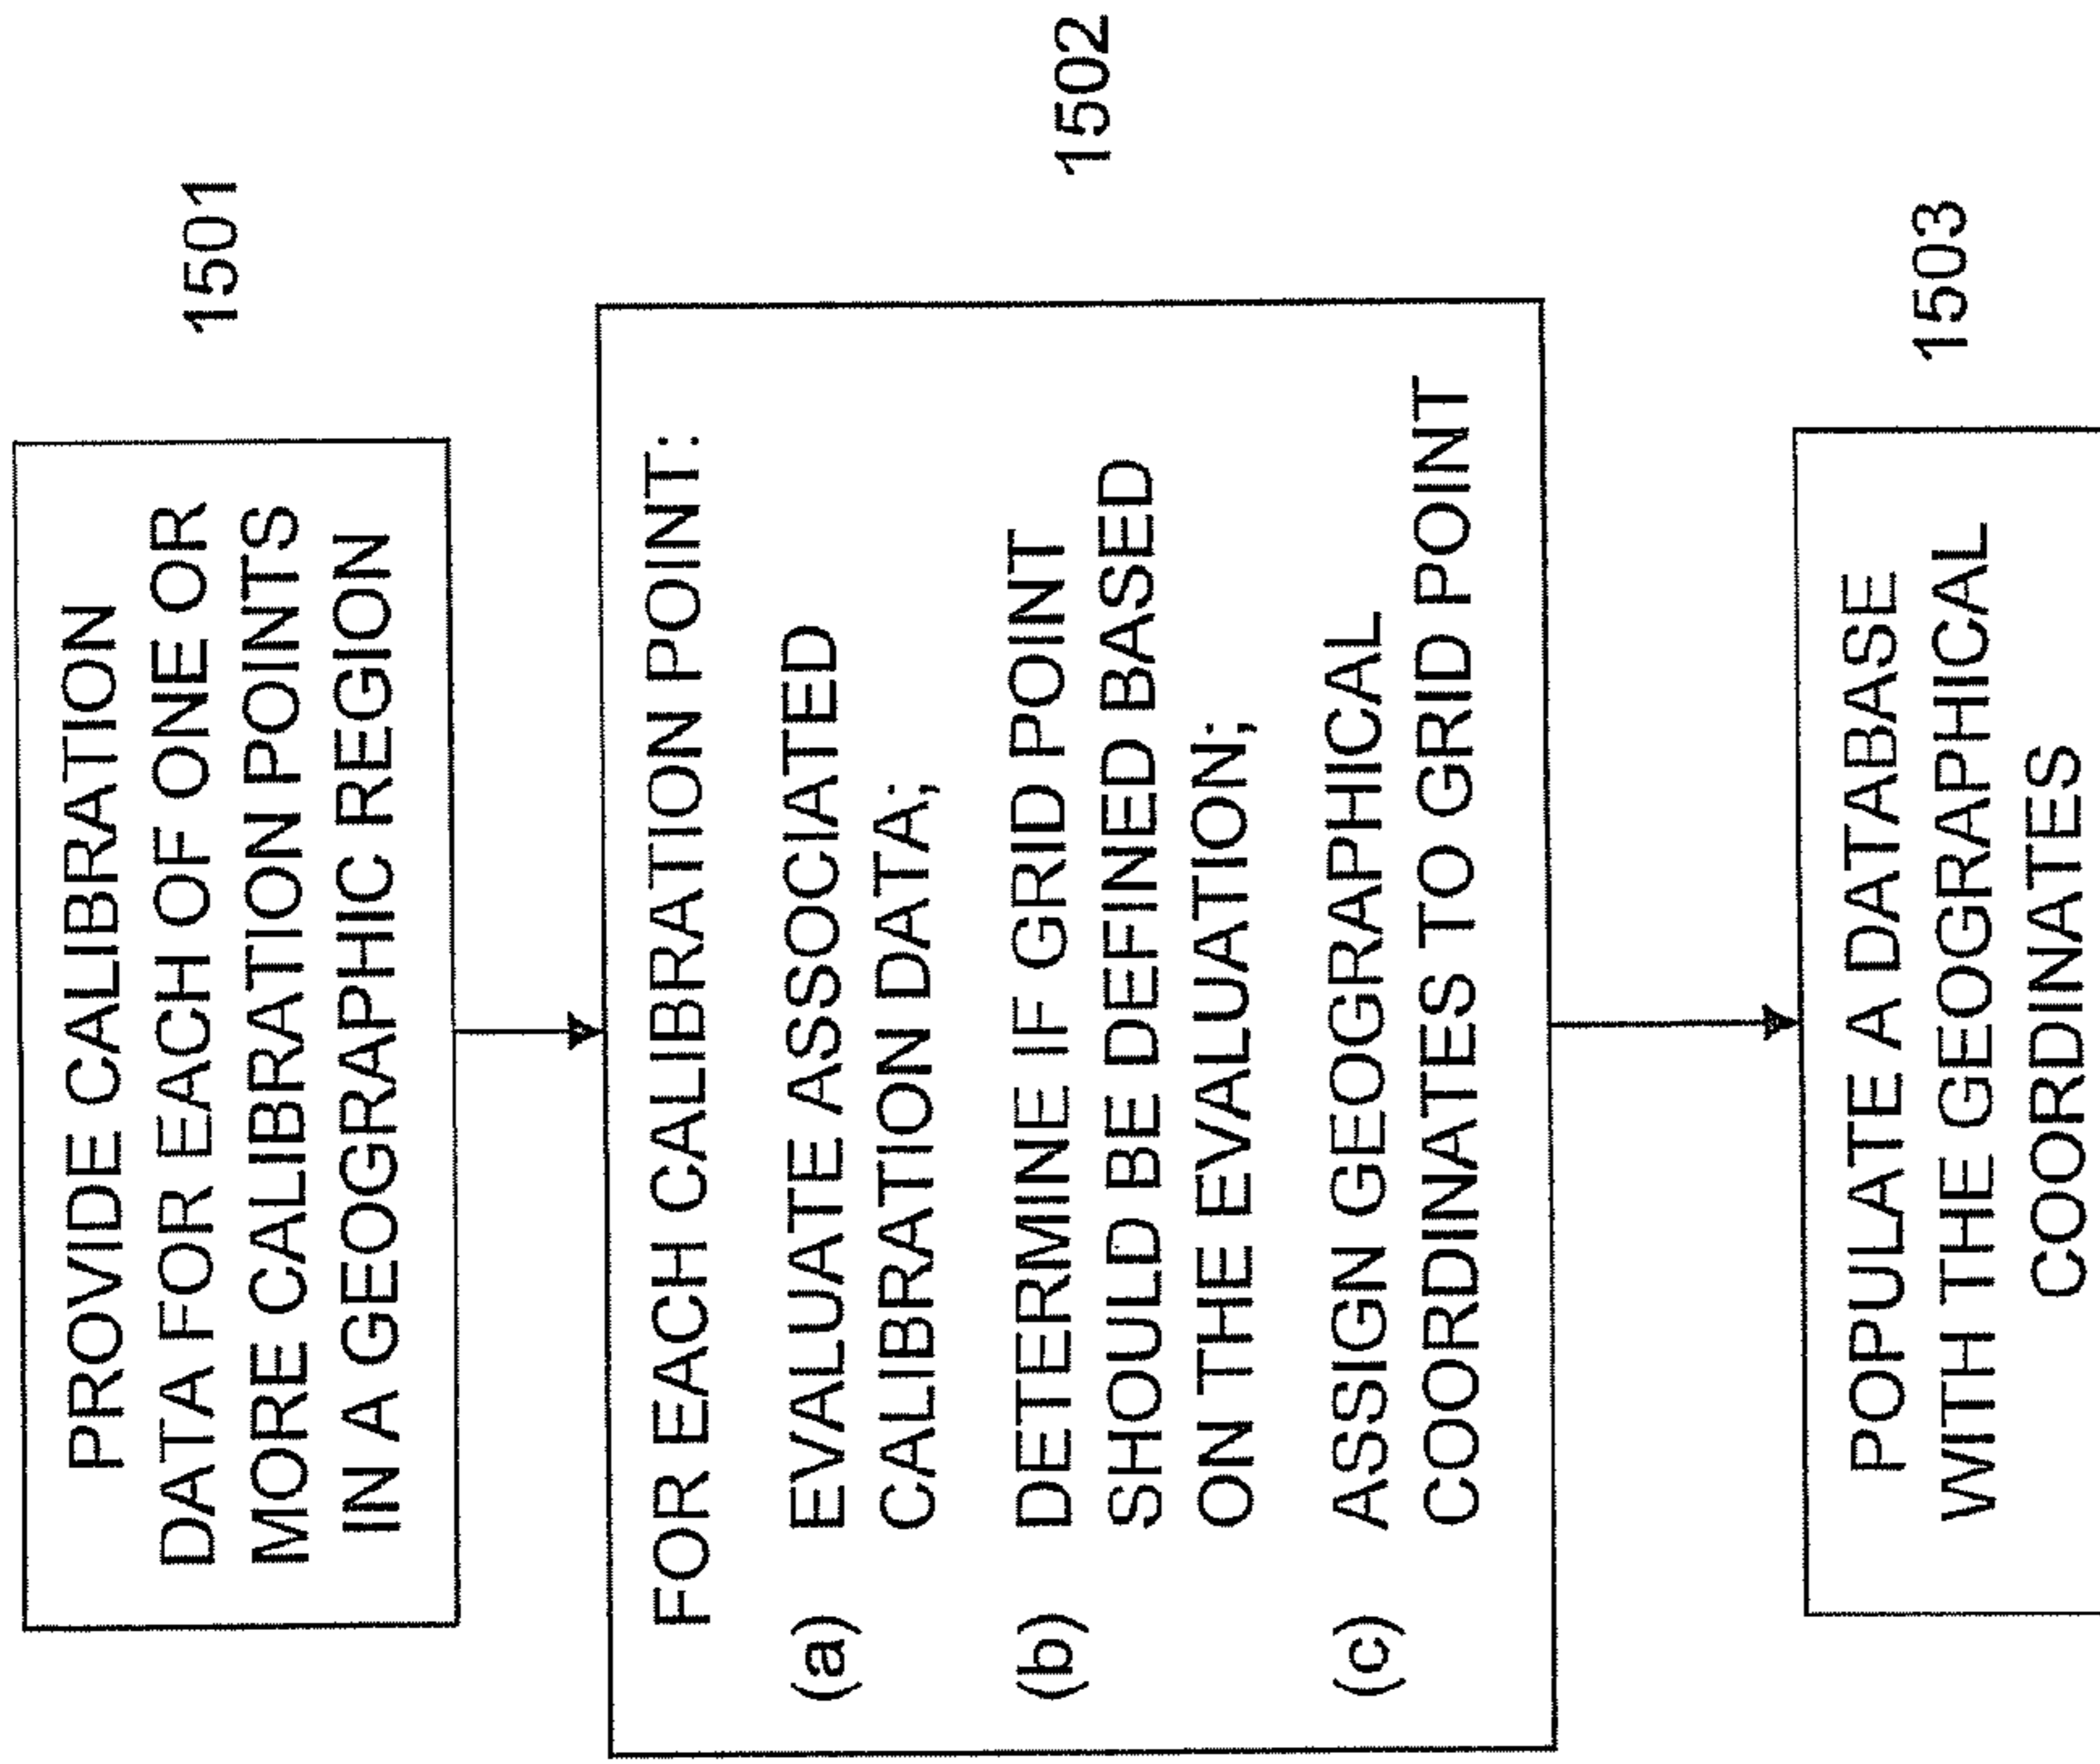 1501
PROVIDE CALIBRATION
DATA FOR EACH OF ONE OR
MORE CALIBRATION POINTS
IN A GEOGRAPHIC REGION
1502
FOR EACH CALIBRATION POINT:
(a) EVALUATE ASSOCIATED
CALIBRATION DATA;
(b) DETERMINE IF GRID POINT
SHOULD BE DEFINED BASED
ON THE EVALUATION;
(c) ASSIGN GEOGRAPHICAL
COORDINATES TO GRID POINT
1503
POPULATE A DATABASE
WITH THE GEOGRAPHICAL
COORDINATES